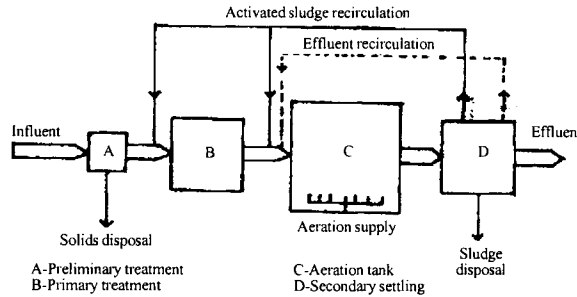 Activated sludge recirculation
Effluent recirculation
Influent
A
B
C
D
Effluen
Solids disposal
Aeration supply
Sludge
disposal
A-Preliminary treatment
B-Primary treatment
C-Aeration tank
D-Secondary settling